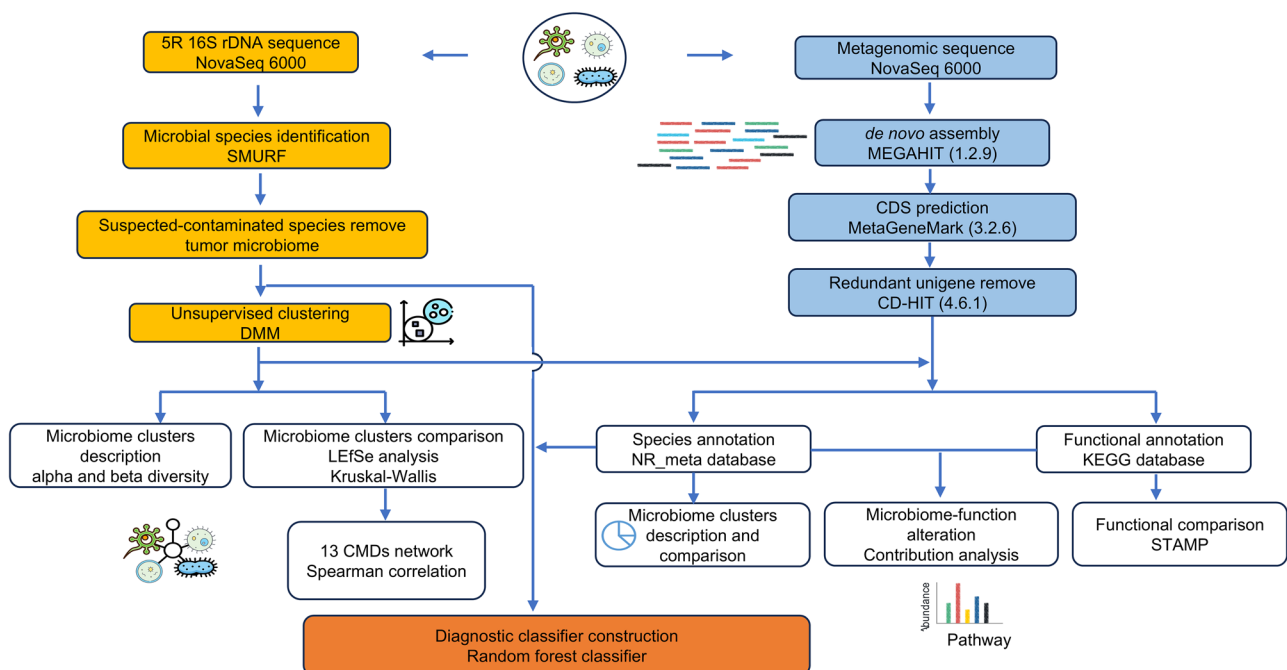 5R 16S rDNA sequence
NovaSeq 6000
Metagenomic sequence
NovaSeq 6000
Microbial species identification
SMURF
de novo assembly
MEGAHIT (1.2.9)
Suspected-contaminated species remove
tumor microbiome
CDS prediction
MetaGeneMark (3.2.6)
Redundant unigene remove
CD-HIT (4.6.1)
Unsupervised clustering
DMM
Microbiome clusters
description
alpha and beta diversity
Microbiome clusters comparison
LEfSe analysis
Kruskal-Wallis
Species annotation
NR_meta database
Functional annotation
KEGG database
13 CMDs network
Spearman correlation
Microbiome clusters
description and
comparison
Microbiome-function
alteration
Contribution analysis
Functional comparison
STAMP
Pathway
Diagnostic classifier construction
Random forest classifier